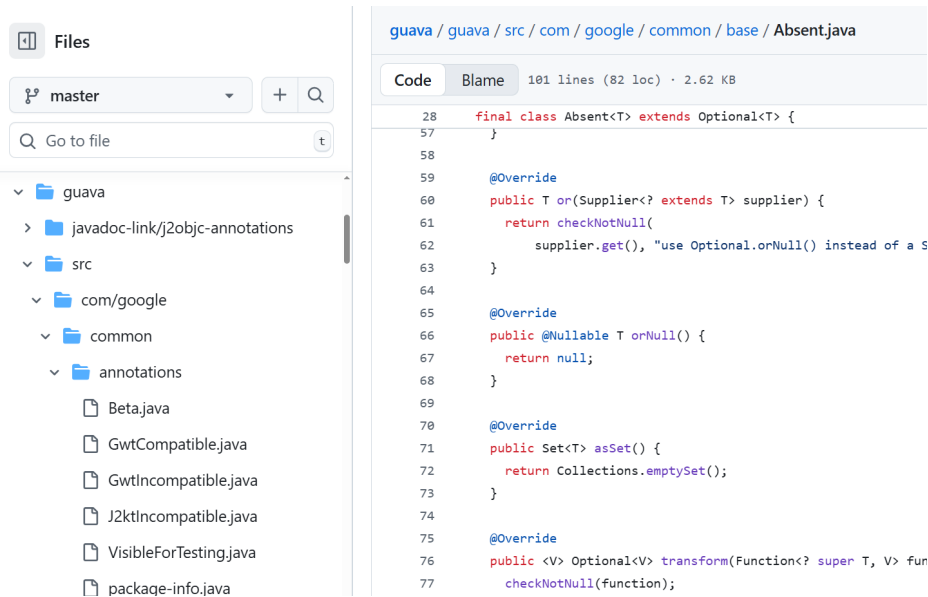 Files
master
Go to file
t
guava
javadoc-link/j2objc-annotations
src
com/google
common
annotations
Beta.java
GwtCompatible.java
GwtIncompatible.java
J2ktIncompatible.java
VisibleForTesting.java
package-info.java
guava / guava / src / com / google / common / base / Absent.java
Code Blame 101 lines (82 loc) · 2.62 KB
28 final class Absent<T> extends Optional<T> {
57 }
58
59 @Override
60 public T or(Supplier<? extends T> supplier) {
61 return checkNotNull(
62 supplier.get(), "use Optional.orNull() instead of a S
63 }
64
65 @Override
66 public @Nullable T orNull() {
67 return null;
68 }
69
70 @Override
71 public Set<T> asSet() {
72 return Collections.emptySet();
73 }
74
75 @Override
76 public <V> Optional<V> transform(Function<? super T, V> fun
77 checkNotNull(function);